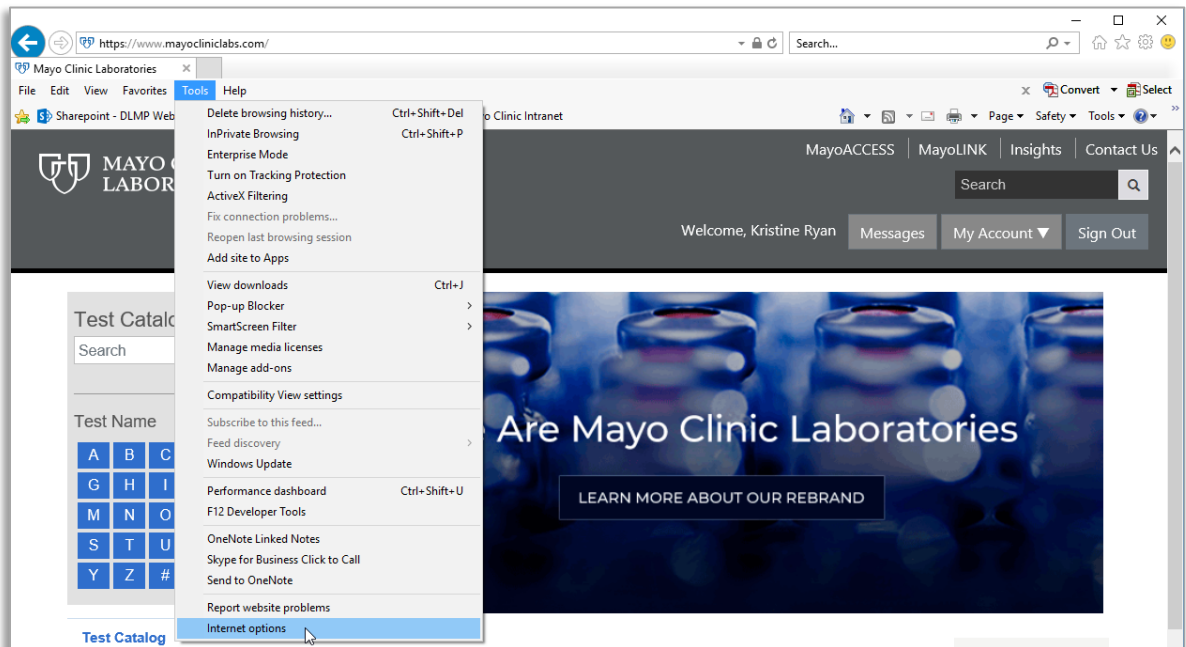 https://www.mayocliniclabs.com/
Search...
Mayo Clinic Laboratories
File Edit View Favorites Tools Help
x Convert Select
Sharepoint - DLMP Web
o Clinic Intranet
Page Safety Tools
Delete browsing history... Ctrl+Shift+Del
InPrivate Browsing Ctrl+Shift+P
Enterprise Mode
Turn on Tracking Protection
ActiveX Filtering
Fix connection problems...
Reopen last browsing session
Add site to Apps
View downloads Ctrl+J
Pop-up Blocker
SmartScreen Filter
Manage media licenses
Manage add-ons
Compatibility View settings
Subscribe to this feed...
Feed discovery
Windows Update
Performance dashboard Ctrl+Shift+U
F12 Developer Tools
OneNote Linked Notes
Skype for Business Click to Call
Send to OneNote
Report website problems
Internet options
MAYO C
LABOR
MayoACCESS | MayoLINK | Insights | Contact Us
Search
Welcome, Kristine Ryan Messages My Account ▼ Sign Out
Test Catalo
Search
Test Name
A B C
G H I
M N O
S T U
Y Z #
Test Catalog
Are Mayo Clinic Laboratories
LEARN MORE ABOUT OUR REBRAND